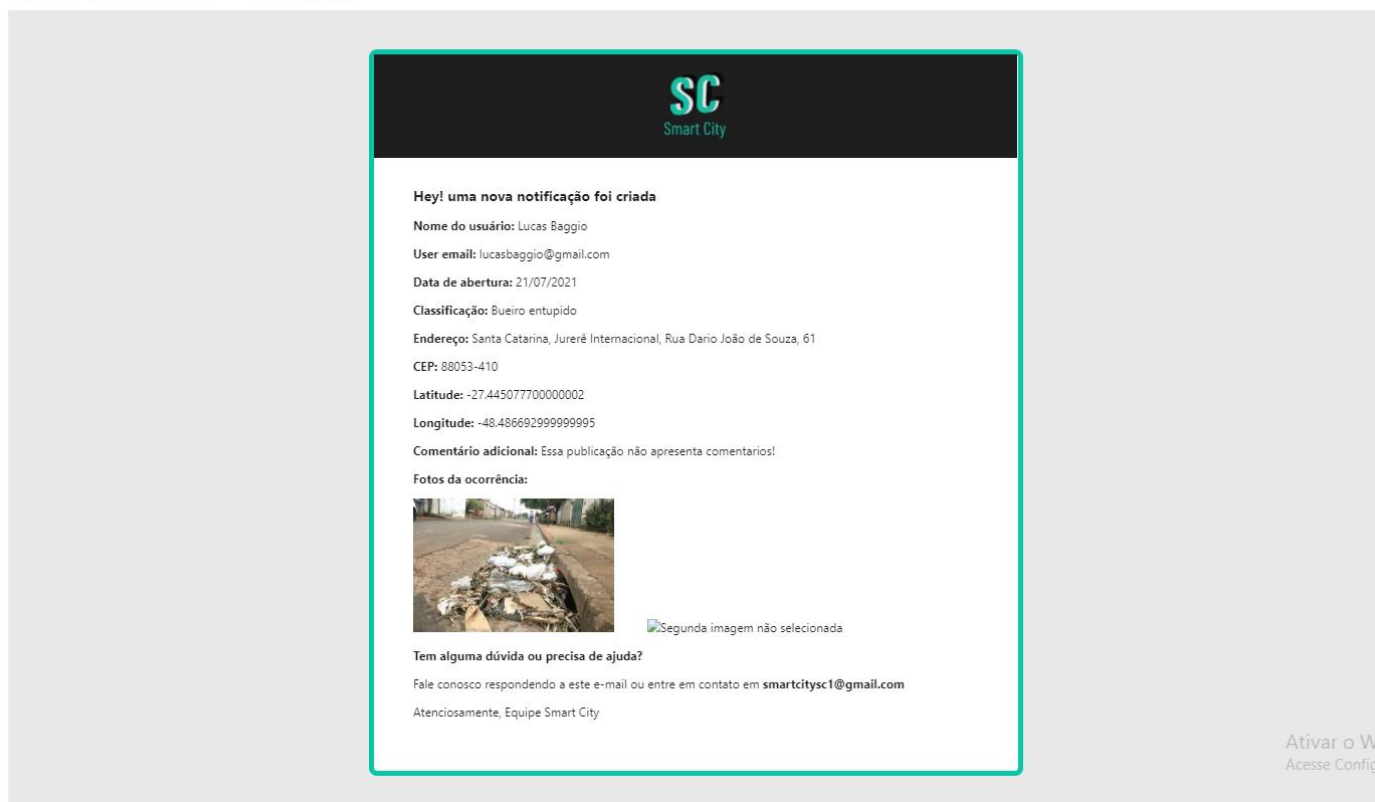 SC
Smart City
Hey! uma nova notificação foi criada
Nome do usuário: Lucas Baggio
User email: lucasbaggio@gmail.com
Data de abertura: 21/07/2021
Classificação: Bueiro entupido
Endereço: Santa Catarina, Jurerê Internacional, Rua Dario João de Souza, 61
CEP: 88053-410
Latitude: -27.445077700000002
Longitude: -48.486692999999995
Comentário adicional: Essa publicação não apresenta comentarios!
Fotos da ocorrência:
Segunda imagem não selecionada
Tem alguma dúvida ou precisa de ajuda?
Fale conosco respondendo a este e-mail ou entre em contato em smartcitysc1@gmail.com
Atenciosamente, Equipe Smart City
Ativar o W
Acesse Config